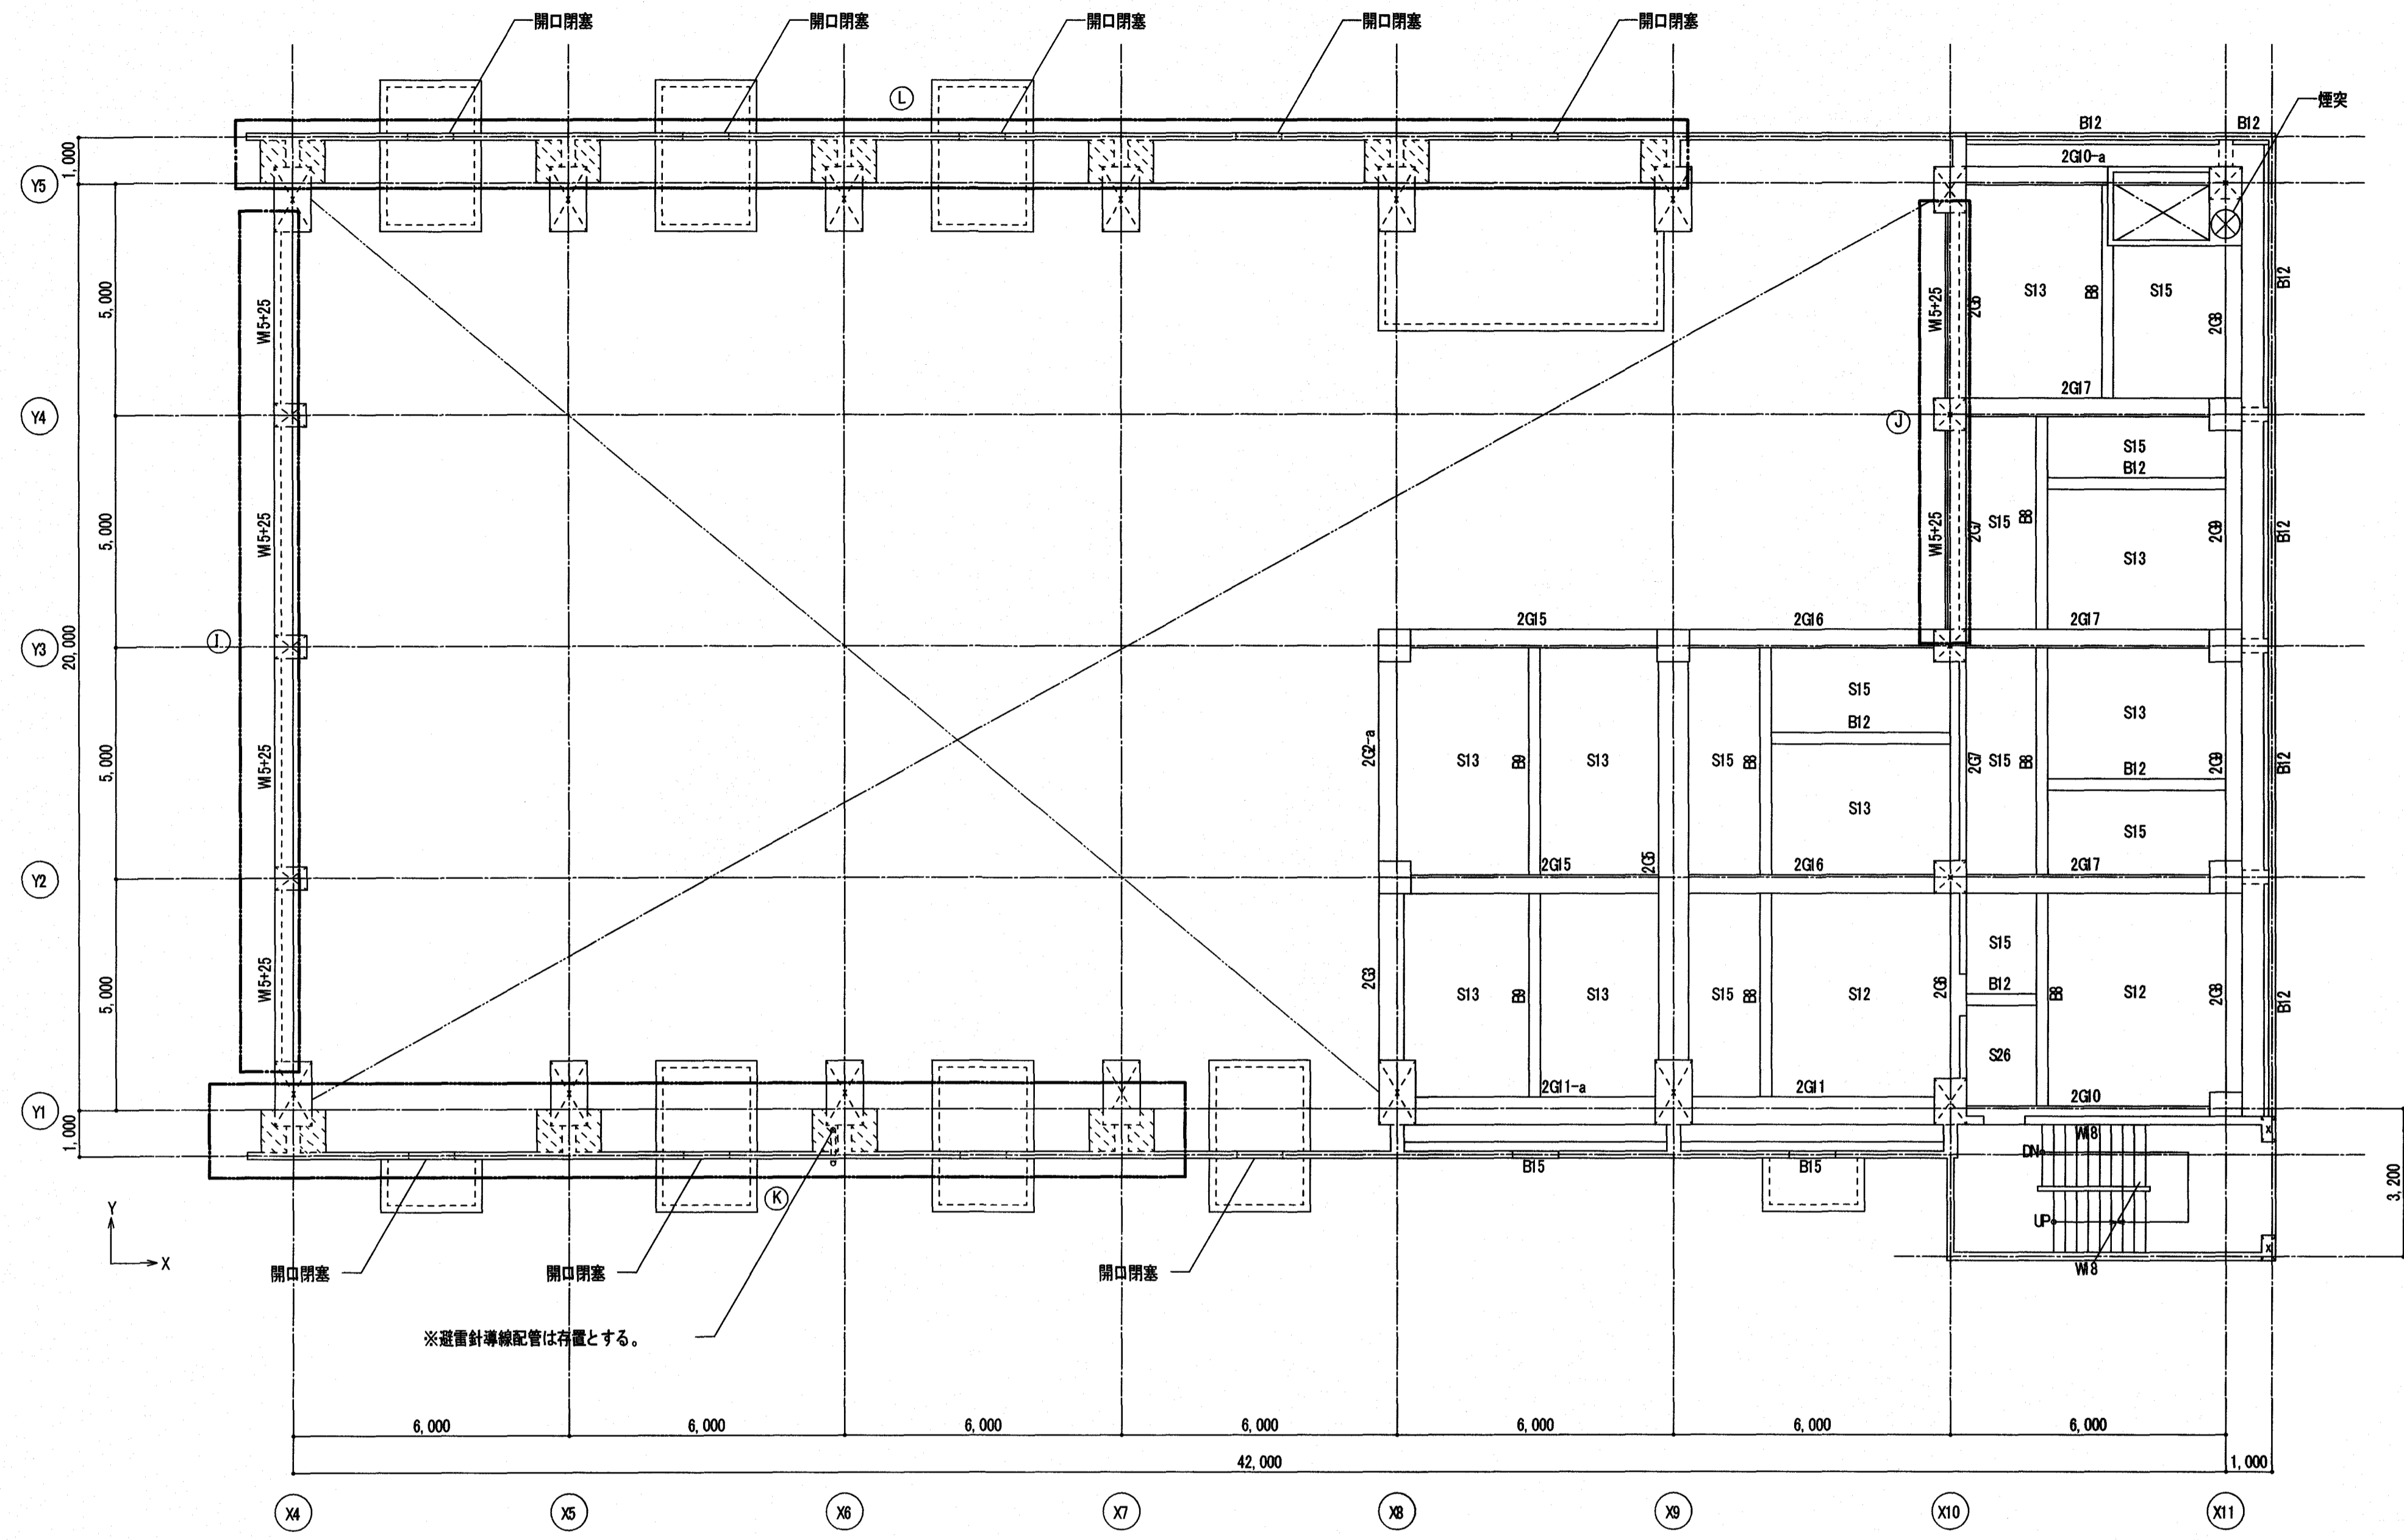 開口閉塞
開口閉塞
開口閉塞
開口閉塞
開口閉塞
煙突
L
B12
B12
1,000
2G10-a
Y5
5,000
W15+25
W15+25
2G6
S13
B8
S15
2G8
B12
2G17
Y4
J
S15
B12
5,000
W15+25
W15+25
2G7
S15
B8
2G9
B12
S13
2G15
2G16
2G17
I
Y3
20,000
S15
S13
B12
5,000
W15+25
2G2-a
S13
B9
S13
S15
B8
2G7
S15
B8
B12
2G9
B12
S13
S15
2G15
2G5
2G16
2G17
Y2
S15
5,000
W15+25
2G3
S13
B9
S13
S15
B8
S12
2G6
B12
B8
S12
2G8
B12
S26
2G11-a
2G11
2G10
Y1
1,000
W18
DN
B15
B15
3,200
K
Y
X
UP
W18
開口閉塞
開口閉塞
開口閉塞
※避雷針導線配管は存置とする。
6,000
6,000
6,000
6,000
6,000
6,000
6,000
42,000
1,000
X4
X5
X6
X7
X8
X9
X10
X11